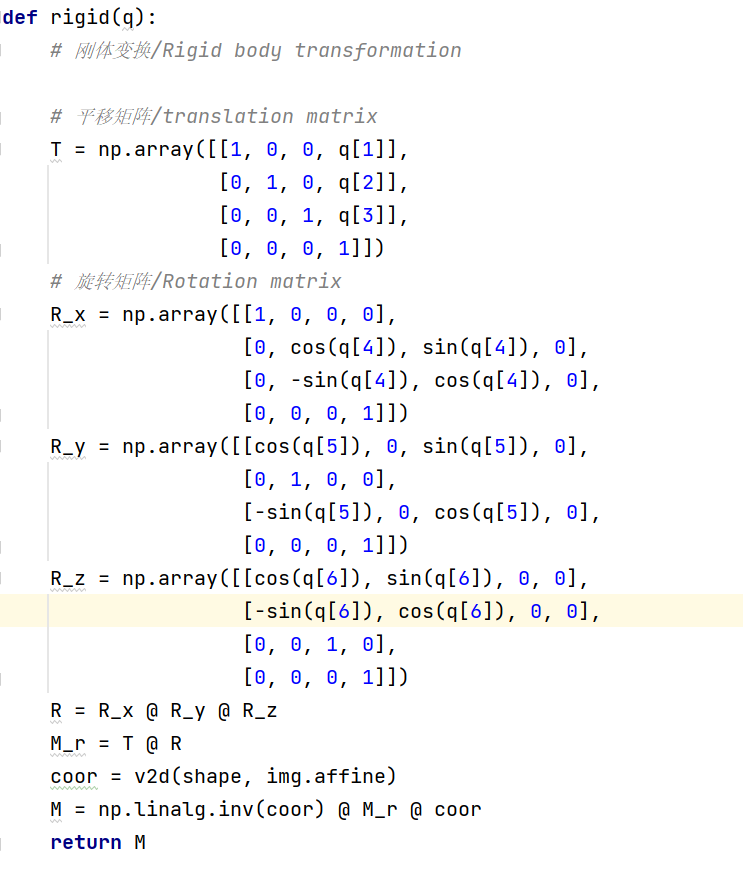 def rigid(q):
    # 刚体变换/Rigid body transformation
    # 平移矩阵/translation matrix
    T = np.array([[1, 0, 0, q[1]],
                  [0, 1, 0, q[2]],
                  [0, 0, 1, q[3]],
                  [0, 0, 0, 1]])
    # 旋转矩阵/Rotation matrix
    R_x = np.array([[1, 0, 0, 0],
                    [0, cos(q[4]), sin(q[4]), 0],
                    [0, -sin(q[4]), cos(q[4]), 0],
                    [0, 0, 0, 1]])
    R_y = np.array([[cos(q[5]), 0, sin(q[5]), 0],
                    [0, 1, 0, 0],
                    [-sin(q[5]), 0, cos(q[5]), 0],
                    [0, 0, 0, 1]])
    R_z = np.array([[cos(q[6]), sin(q[6]), 0, 0],
                    [-sin(q[6]), cos(q[6]), 0, 0],
                    [0, 0, 1, 0],
                    [0, 0, 0, 1]])
    R = R_x @ R_y @ R_z
    M_r = T @ R
    coor = v2d(shape, img.affine)
    M = np.linalg.inv(coor) @ M_r @ coor
    return M